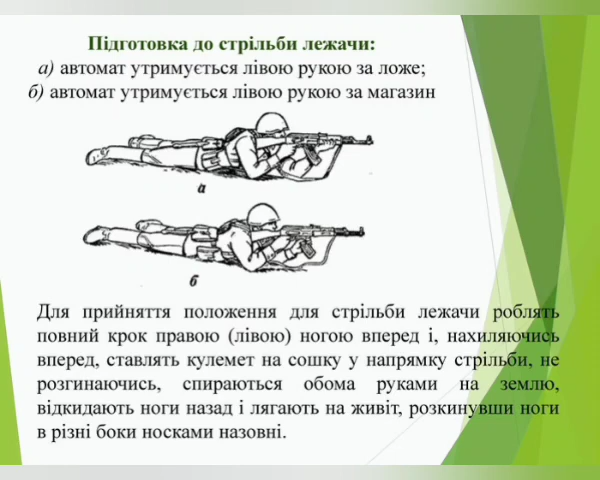 Підготовка до стрільби лежачи:
а) автомат утримується лівою рукою за ложе;
б) автомат утримується лівою рукою за магазин
а
б
Для прийняття положення для стрільби лежачи роблять
повний крок правою (лівою) ногою вперед і, нахиляючись
вперед, ставлять кулемет на сошку у напрямку стрільби, не
розгинаючись, спираються обома руками на землю,
відкидають ноги назад і лягають на живіт, розкинувши ноги
в різні боки носками назовні.